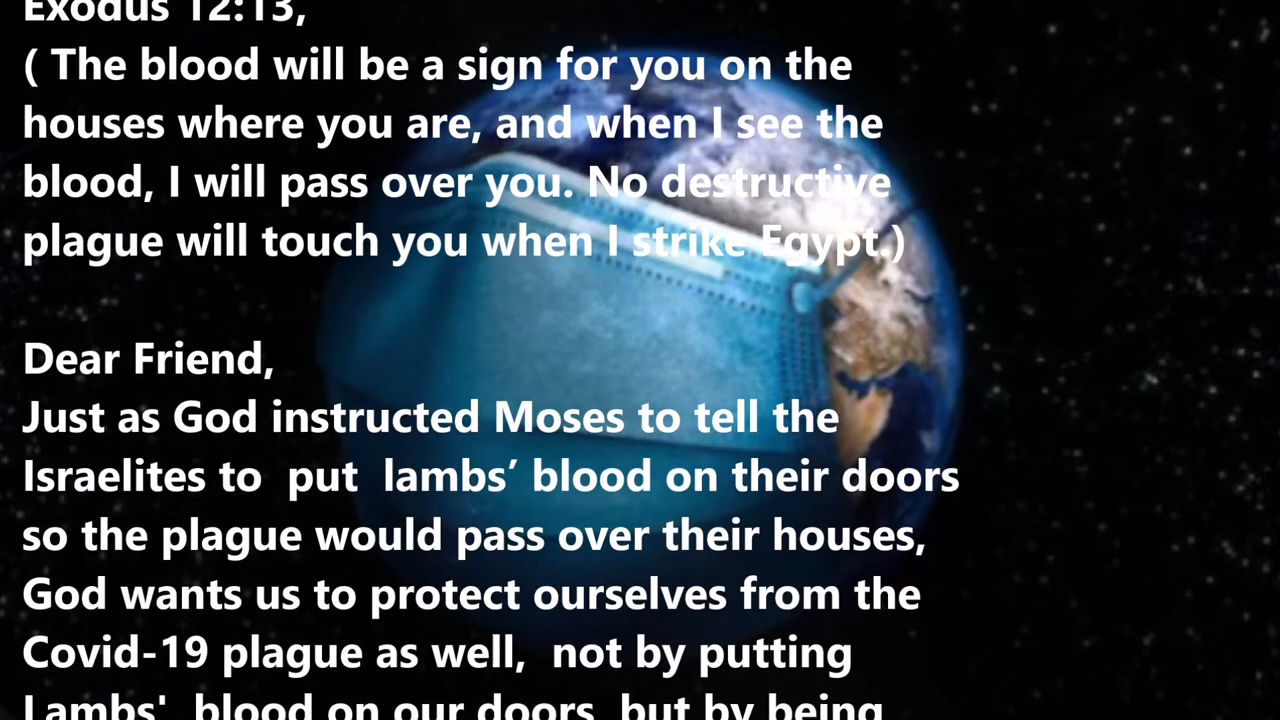 Exodus 12:13,
( The blood will be a sign for you on the
houses where you are, and when I see the
blood, I will pass over you. No destructive
plague will touch you when I strike Egypt.)
Dear Friend,
Just as God instructed Moses to tell the
Israelites to  put  lambs’ blood on their doors
so the plague would pass over their houses,
God wants us to protect ourselves from the
Covid-19 plague as well,  not by putting
Lambs'  blood on our doors  but by being